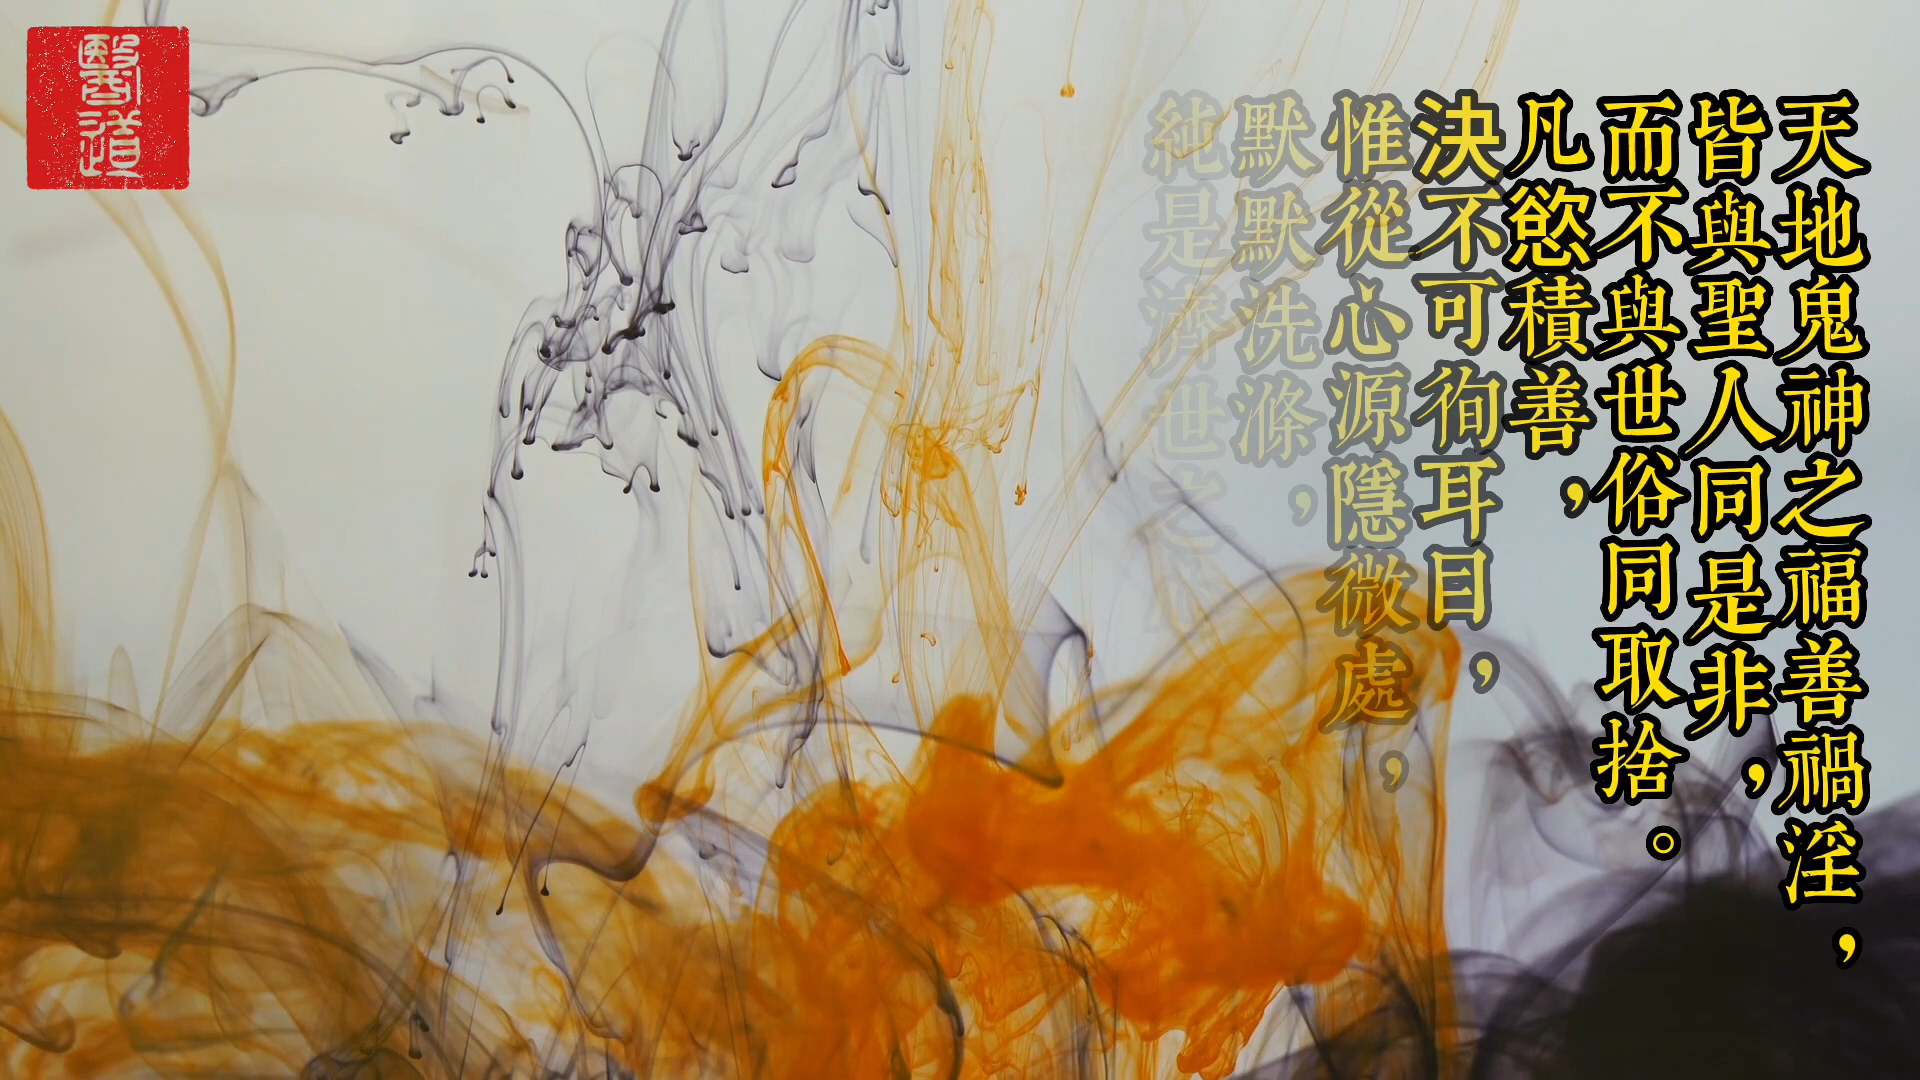 醫道
天地鬼神之福善禍淫，
皆與聖人同是非，
而不與世俗同取捨。
凡慾積善，
決不可徇耳目，
惟從心源隱微處，
默默洗滌，
純是濟世之